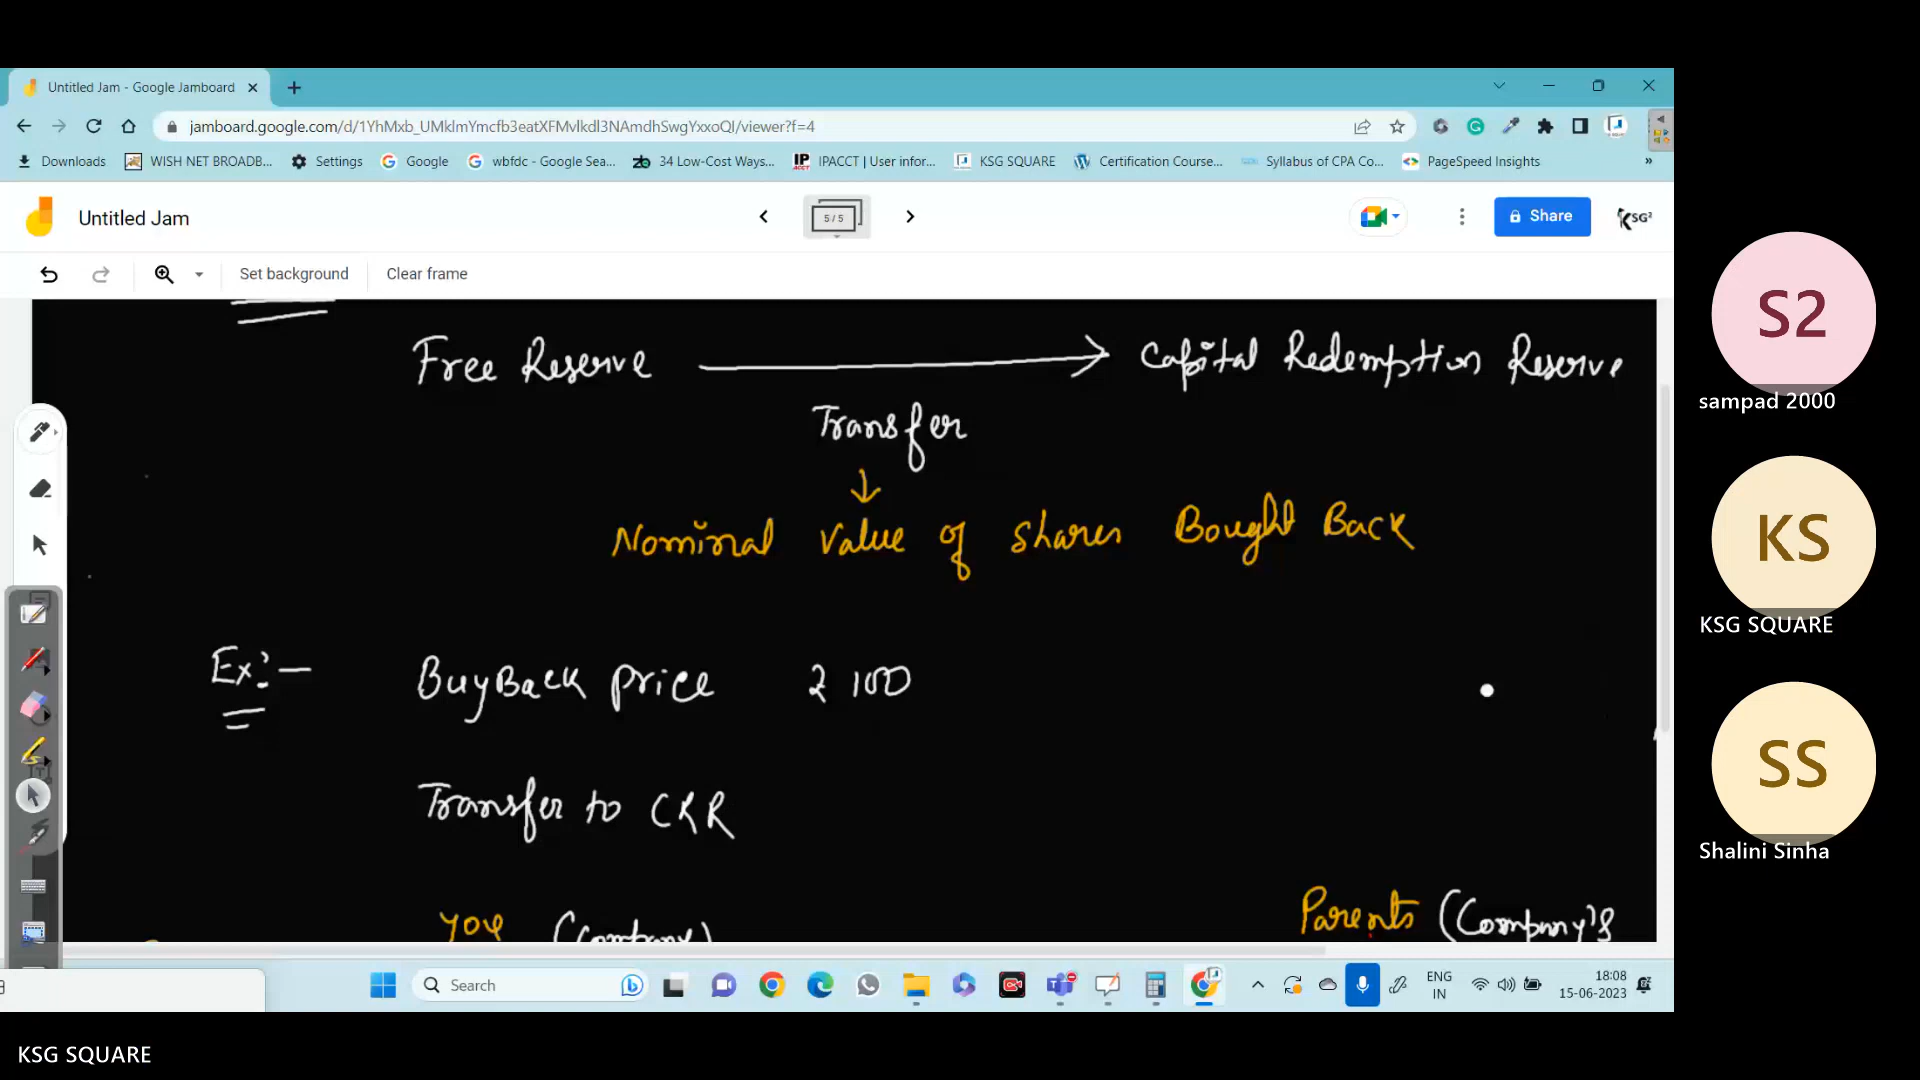 Untitled Jam - Google Jamboard
jamboard.google.com/d/1YhMxb_UMklmYmcfb3eatXFMvlkdl3NAmdhSwgYxxoQI/viewer?f=4
Downloads WISH NET BROADB... Settings Google wbfdc - Google Sea... 34 Low-Cost Ways... IPACCT | User infor... KSG SQUARE Certification Course... Syllabus of CPA Co... PageSpeed Insights »
Untitled Jam
5 / 5
Share
KSG²
Set background Clear frame
Free Reserve Capital Redemption Reserve
Transfer
Nominal Value of Shares Bought Back
Ex:- BuyBack price ₹ 100
Transfer to CRR
You (Company) Parents (Company's
Search
ENG
IN
18:08
15-06-2023
S2
sampad 2000
KS
KSG SQUARE
SS
Shalini Sinha
KSG SQUARE